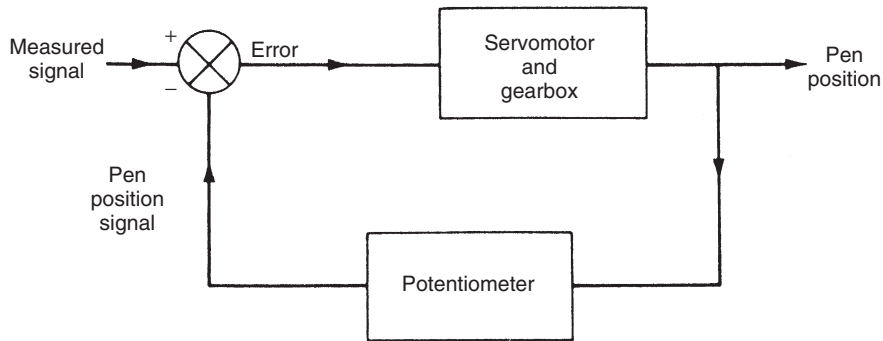 Measured
signal
+
−
Error
Servomotor
and
gearbox
Pen
position
Pen
position
signal
Potentiometer